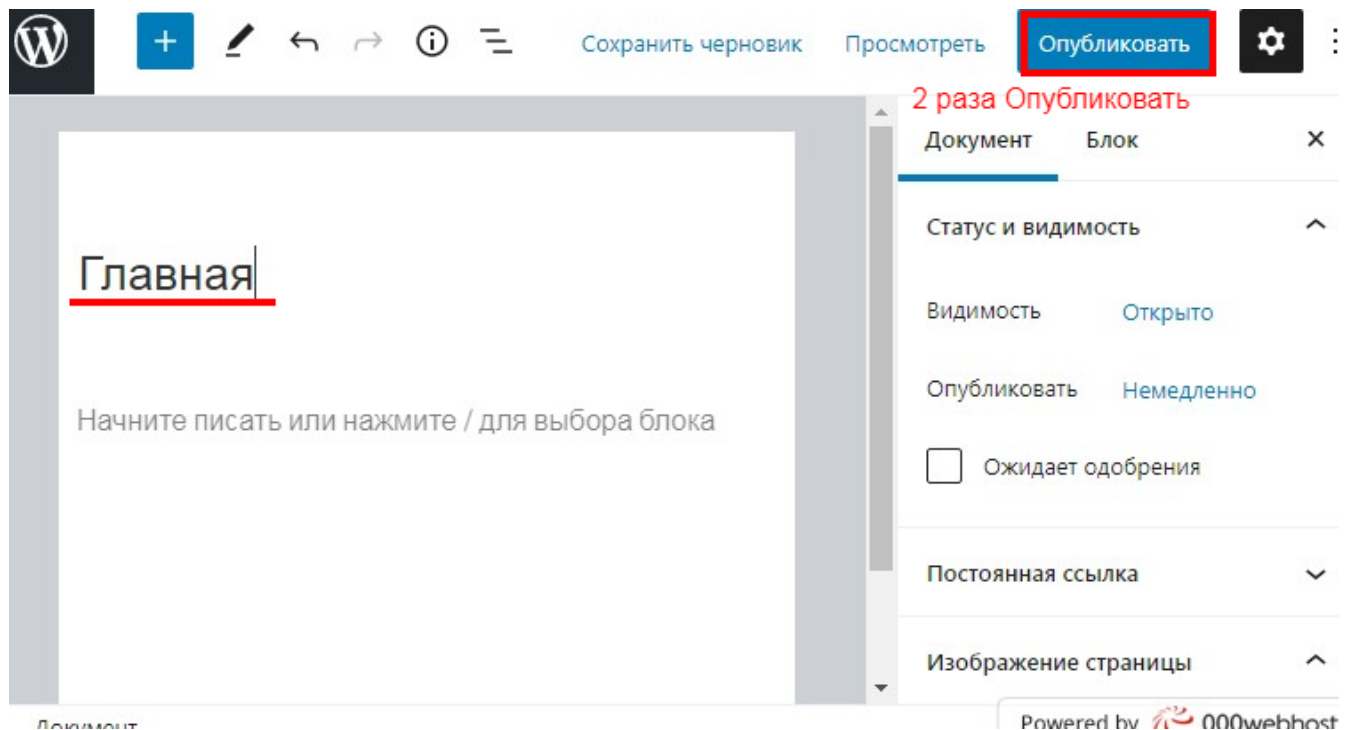 Сохранить черновик Просмотреть Опубликовать
2 раза Опубликовать
Документ Блок
Статус и видимость
Главная
Видимость Открыто
Опубликовать Немедленно
Начните писать или нажмите / для выбора блока
Ожидает одобрения
Постоянная ссылка
Изображение страницы
Документ
Powered by 000webhost